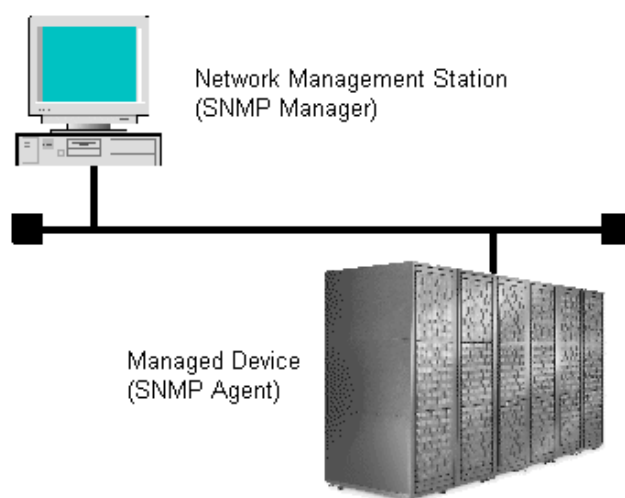 Network Management Station
(SNMP Manager)
Managed Device
(SNMP Agent)